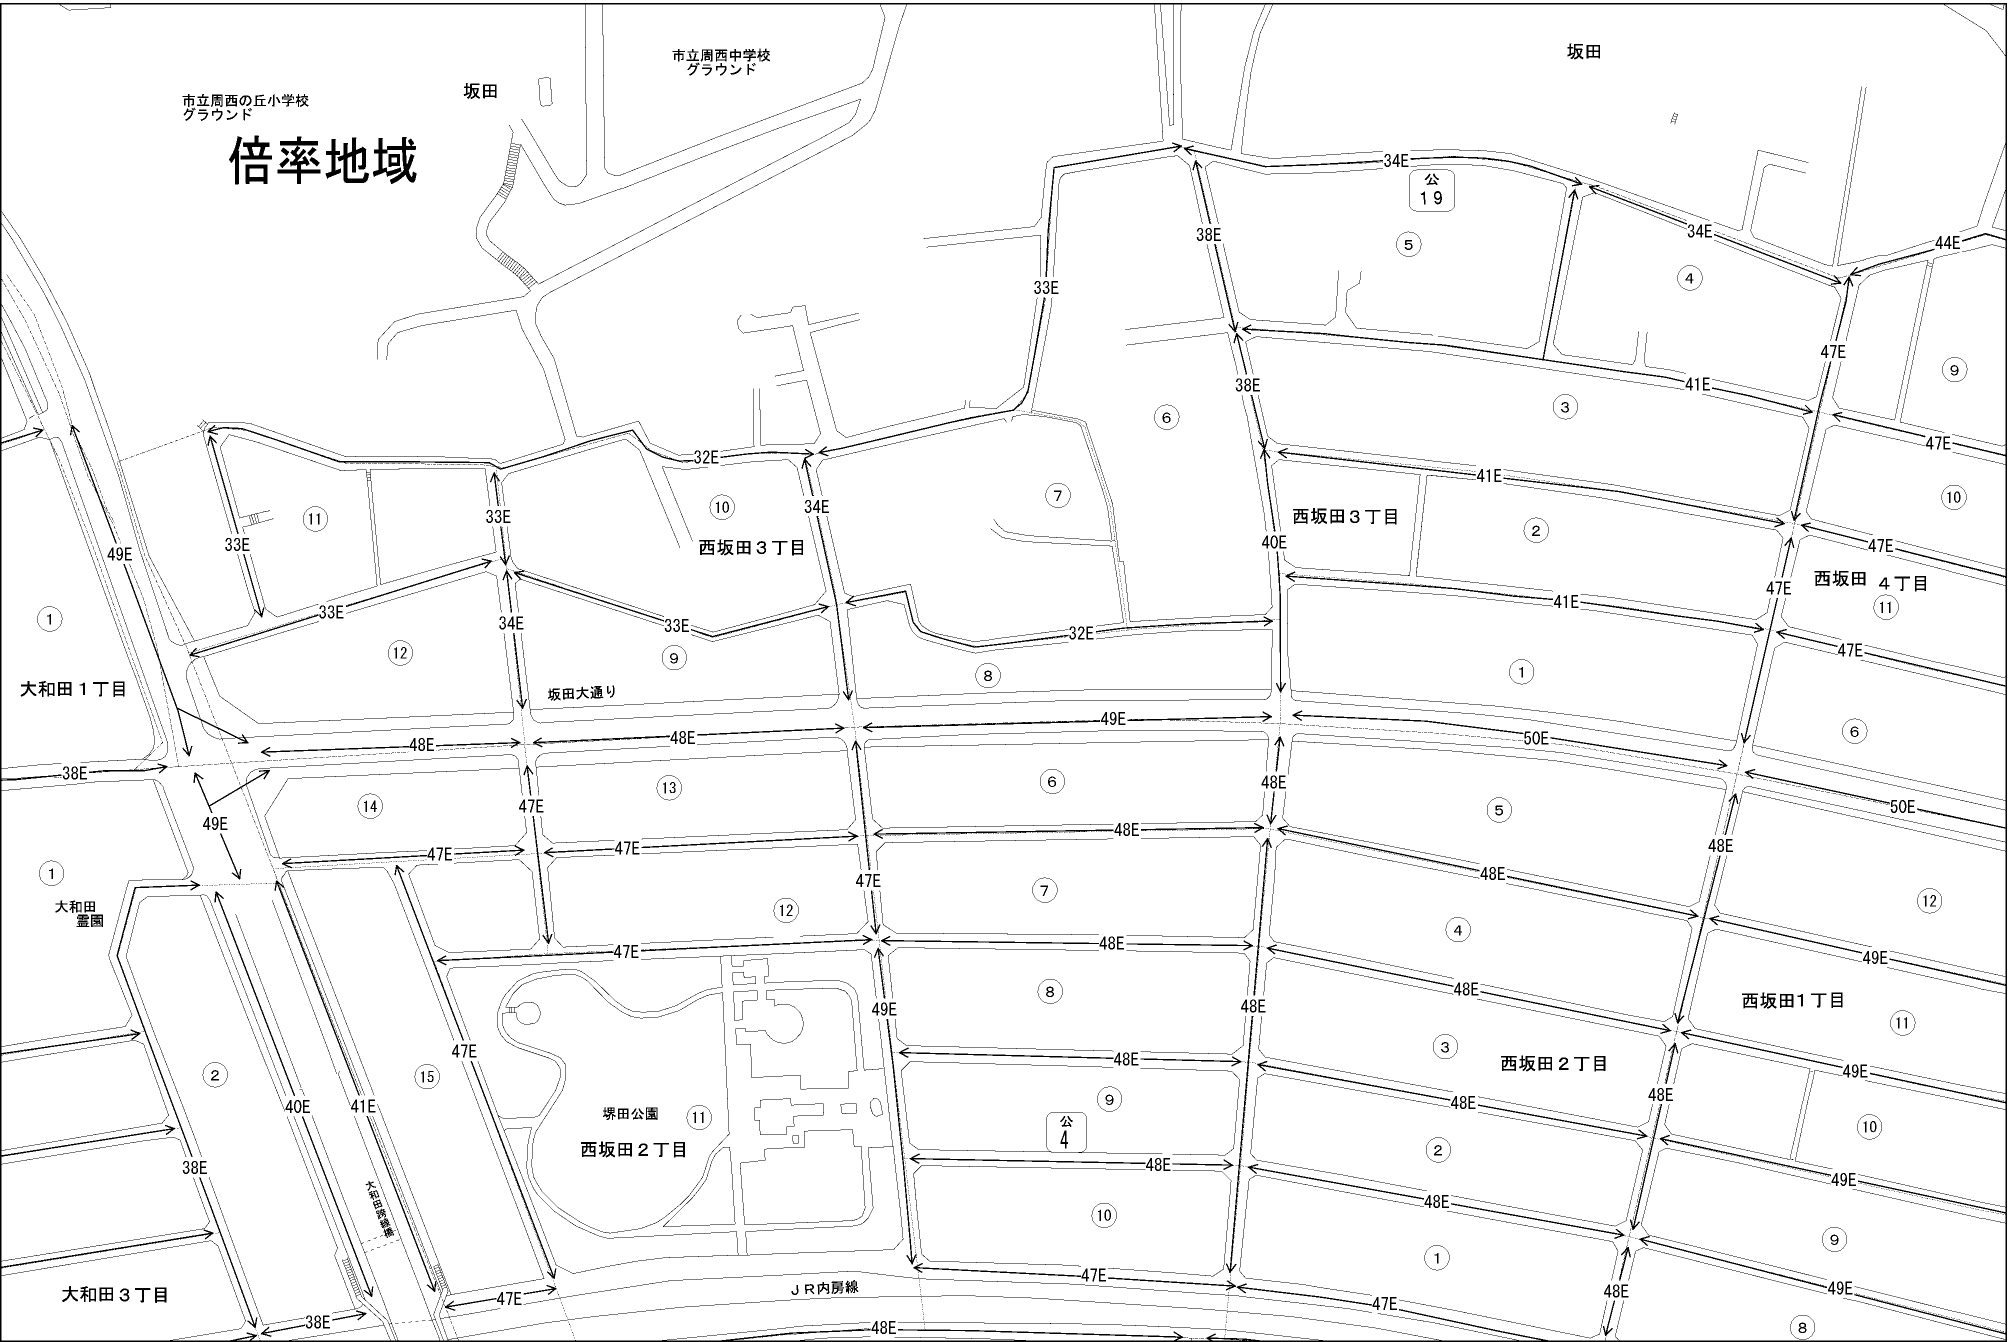 坂田
市立周西中学校
グラウンド
坂田
市立周西の丘小学校
グラウンド
倍率地域
34E
公
19
38E
⑤
34E
44E
④
33E
47E
38E
⑨
41E
③
⑥
47E
32E
41E
⑦
⑩
34E
⑪
33E
33E
西坂田3丁目
西坂田3丁目
②
⑩
49E
40E
47E
西坂田 4丁目
47E
⑪
41E
①
33E
34E
33E
32E
47E
⑫
⑨
⑧
①
大和田1丁目
坂田大通り
49E
50E
⑥
48E
48E
38E
14
13
⑥
48E
⑤
50E
47E
49E
48E
47E
47E
48E
①
大和田
霊園
47E
⑦
48E
12
12
④
47E
48E
49E
49E
⑧
48E
48E
西坂田1丁目
11
47E
48E
③
西坂田2丁目
②
15
49E
40E
41E
堺田公園
11
⑨
公
4
48E
48E
10
西坂田2丁目
38E
48E
②
49E
大和田跨線橋
10
48E
⑨
①
大和田3丁目
JR内房線
47E
47E
47E
48E
49E
38E
48E
⑧